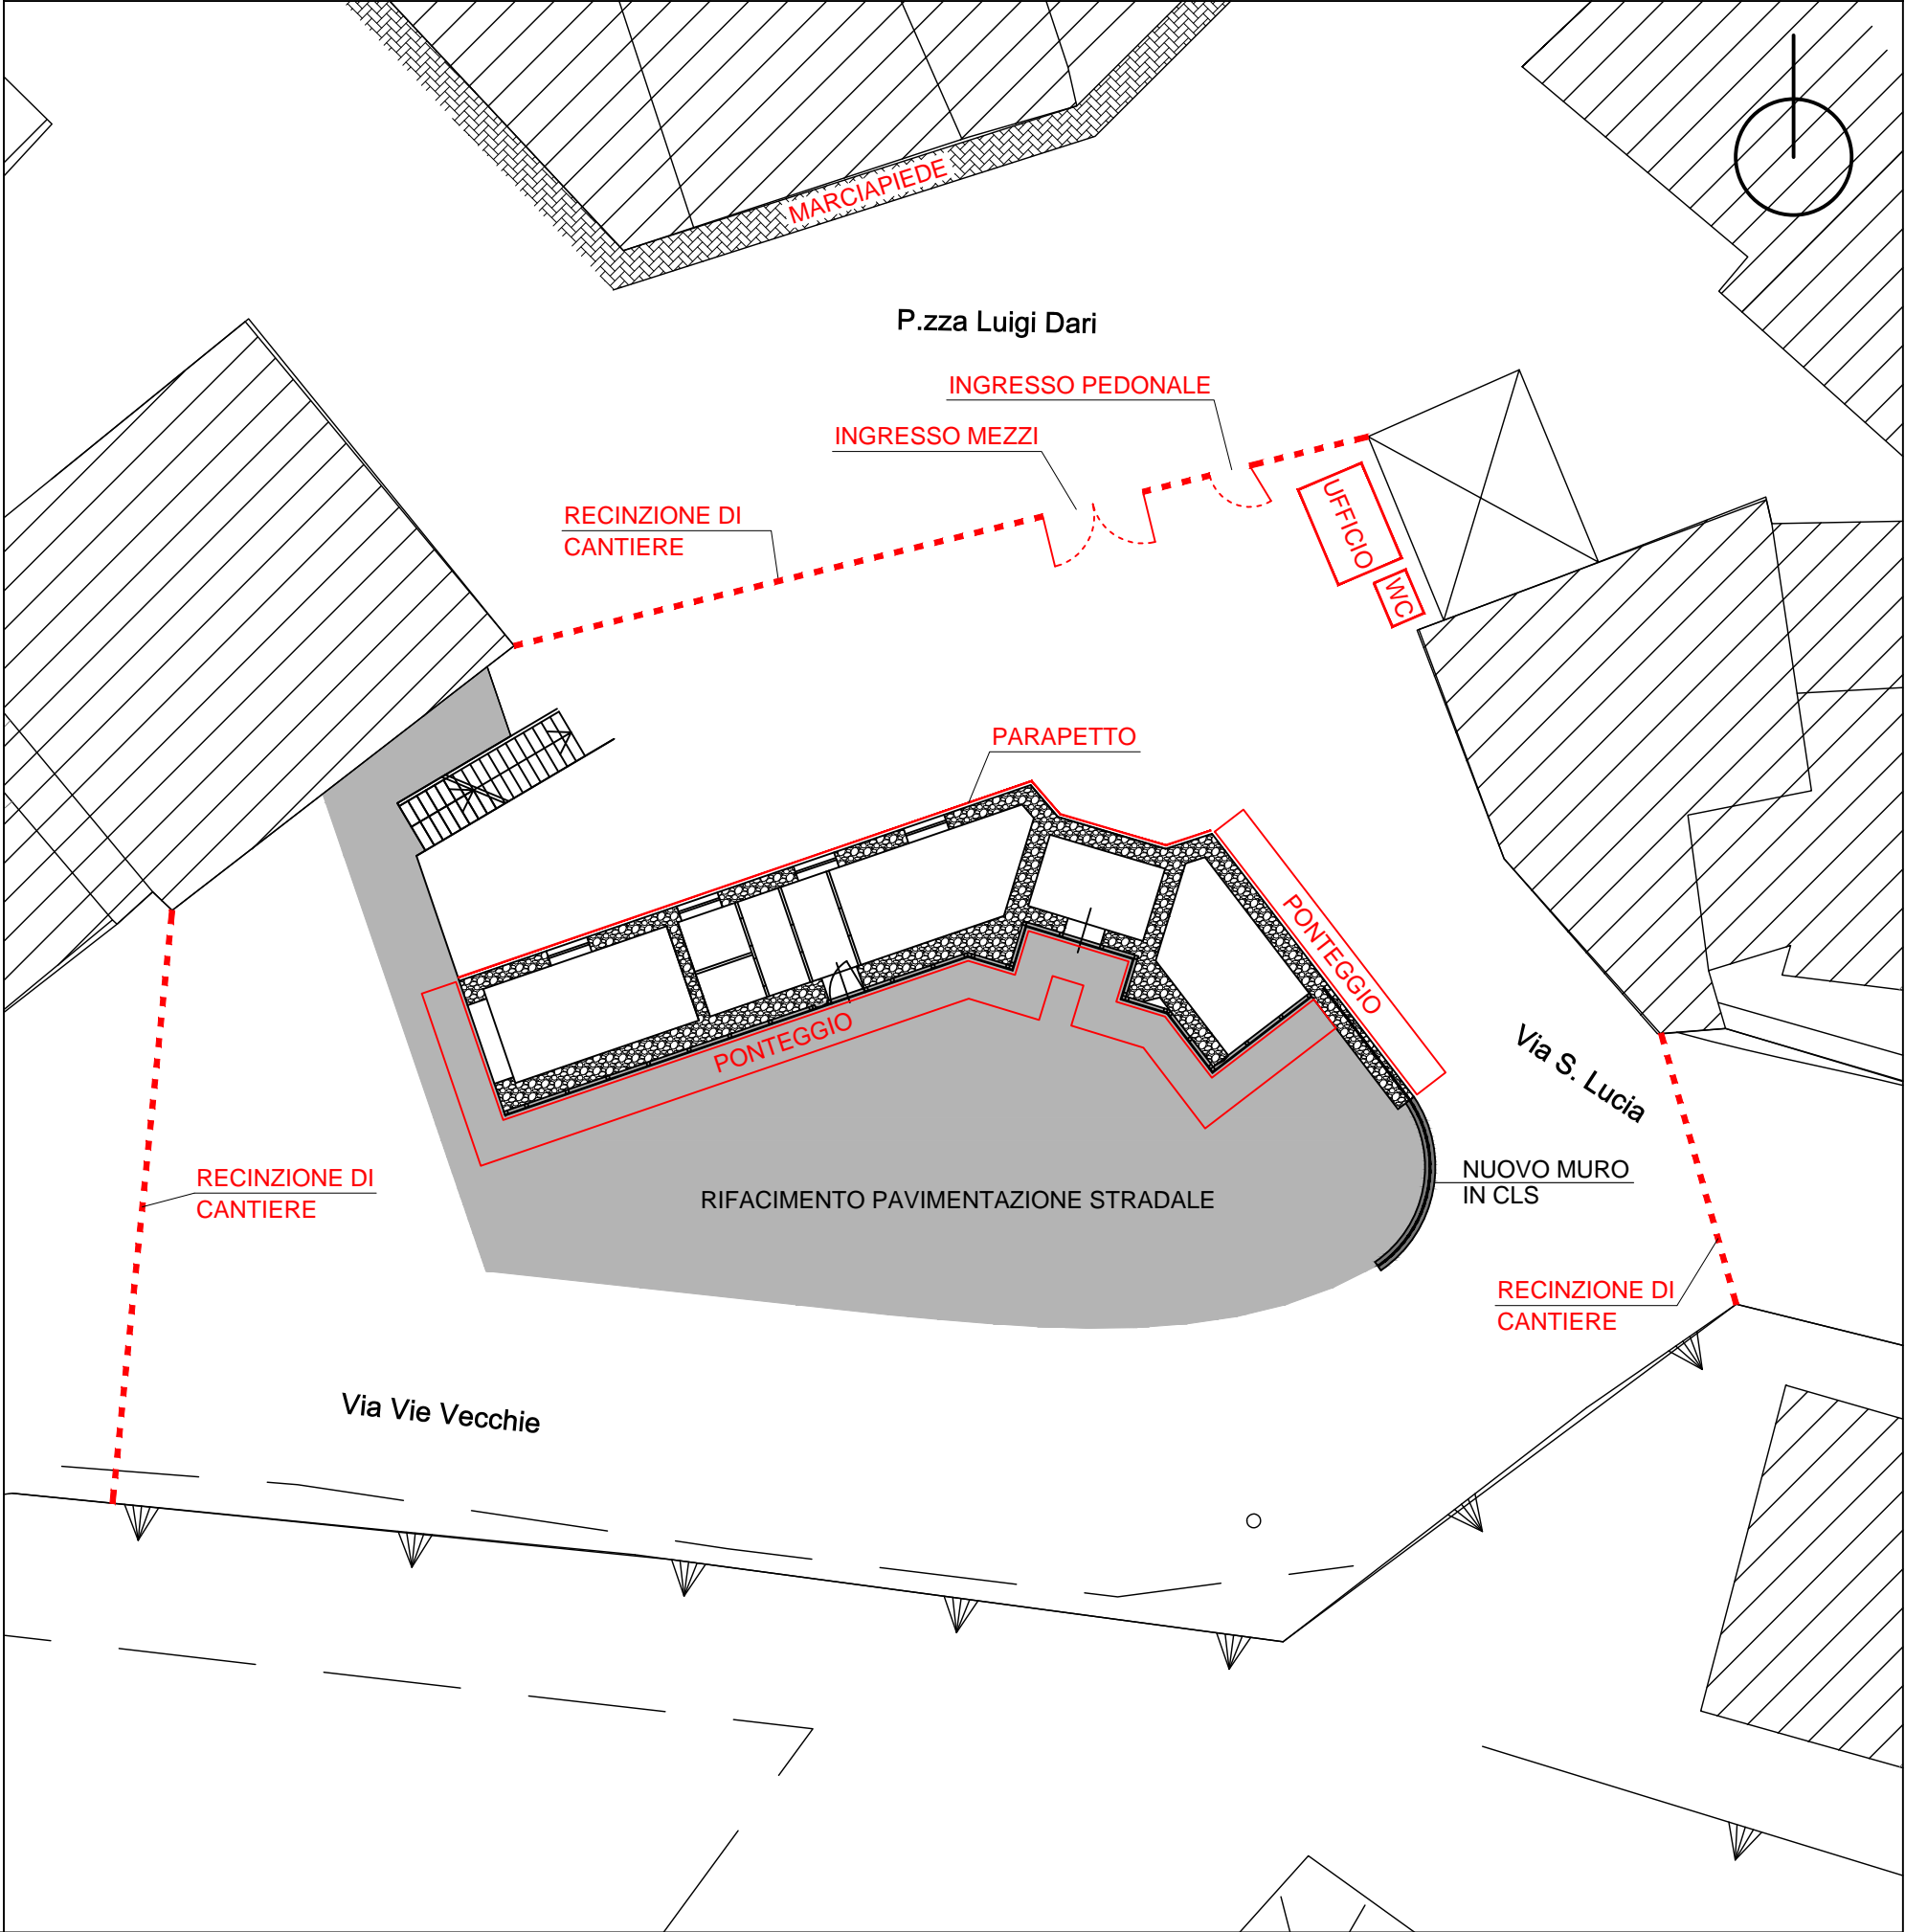 MARCIAPIEDE
P.zza Luigi Dari
INGRESSO PEDONALE
INGRESSO MEZZI
RECINZIONE DI
CANTIERE
UFFICIO
WC
PARAPETTO
PONTEGGIO
PONTEGGIO
Via S. Lucia
RECINZIONE DI
CANTIERE
RIFACIMENTO PAVIMENTAZIONE STRADALE
NUOVO MURO
IN CLS
RECINZIONE DI
CANTIERE
Via Vie Vecchie